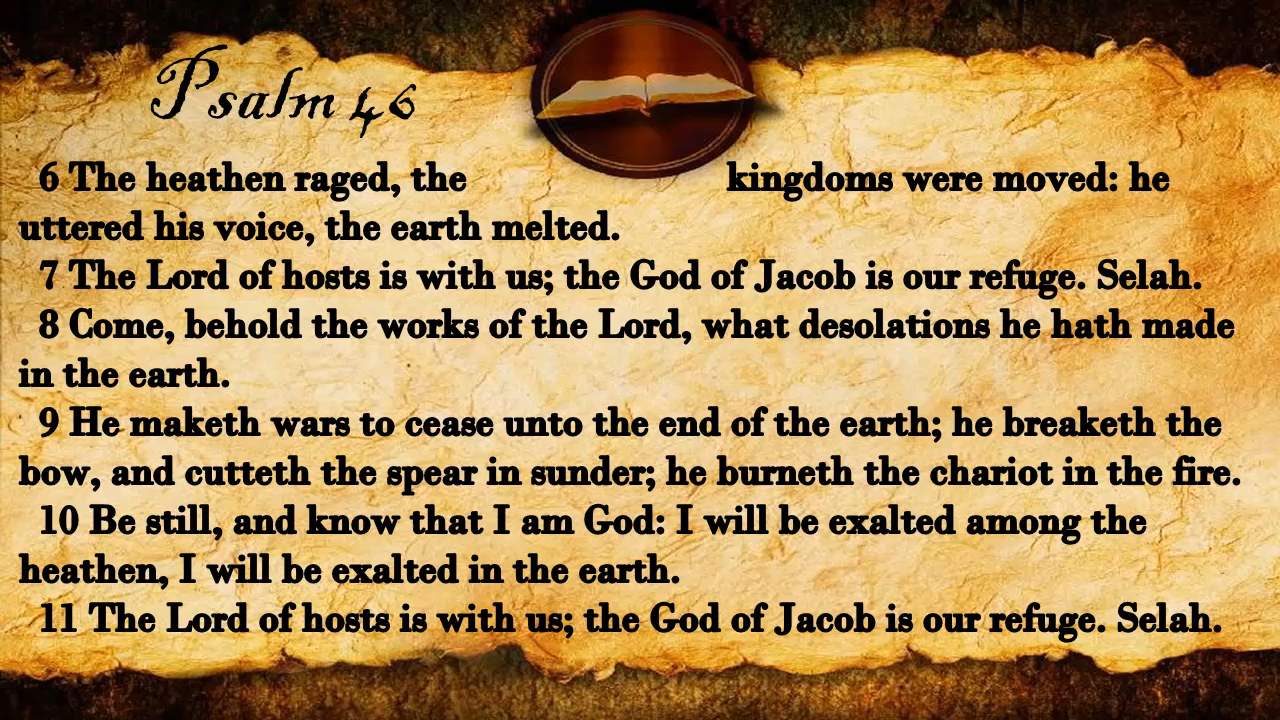 Psalm 46
6 The heathen raged, the kingdoms were moved: he
uttered his voice, the earth melted.
7 The Lord of hosts is with us; the God of Jacob is our refuge. Selah.
8 Come, behold the works of the Lord, what desolations he hath made
in the earth.
9 He maketh wars to cease unto the end of the earth; he breaketh the
bow, and cutteth the spear in sunder; he burneth the chariot in the fire.
10 Be still, and know that I am God: I will be exalted among the
heathen, I will be exalted in the earth.
11 The Lord of hosts is with us; the God of Jacob is our refuge. Selah.